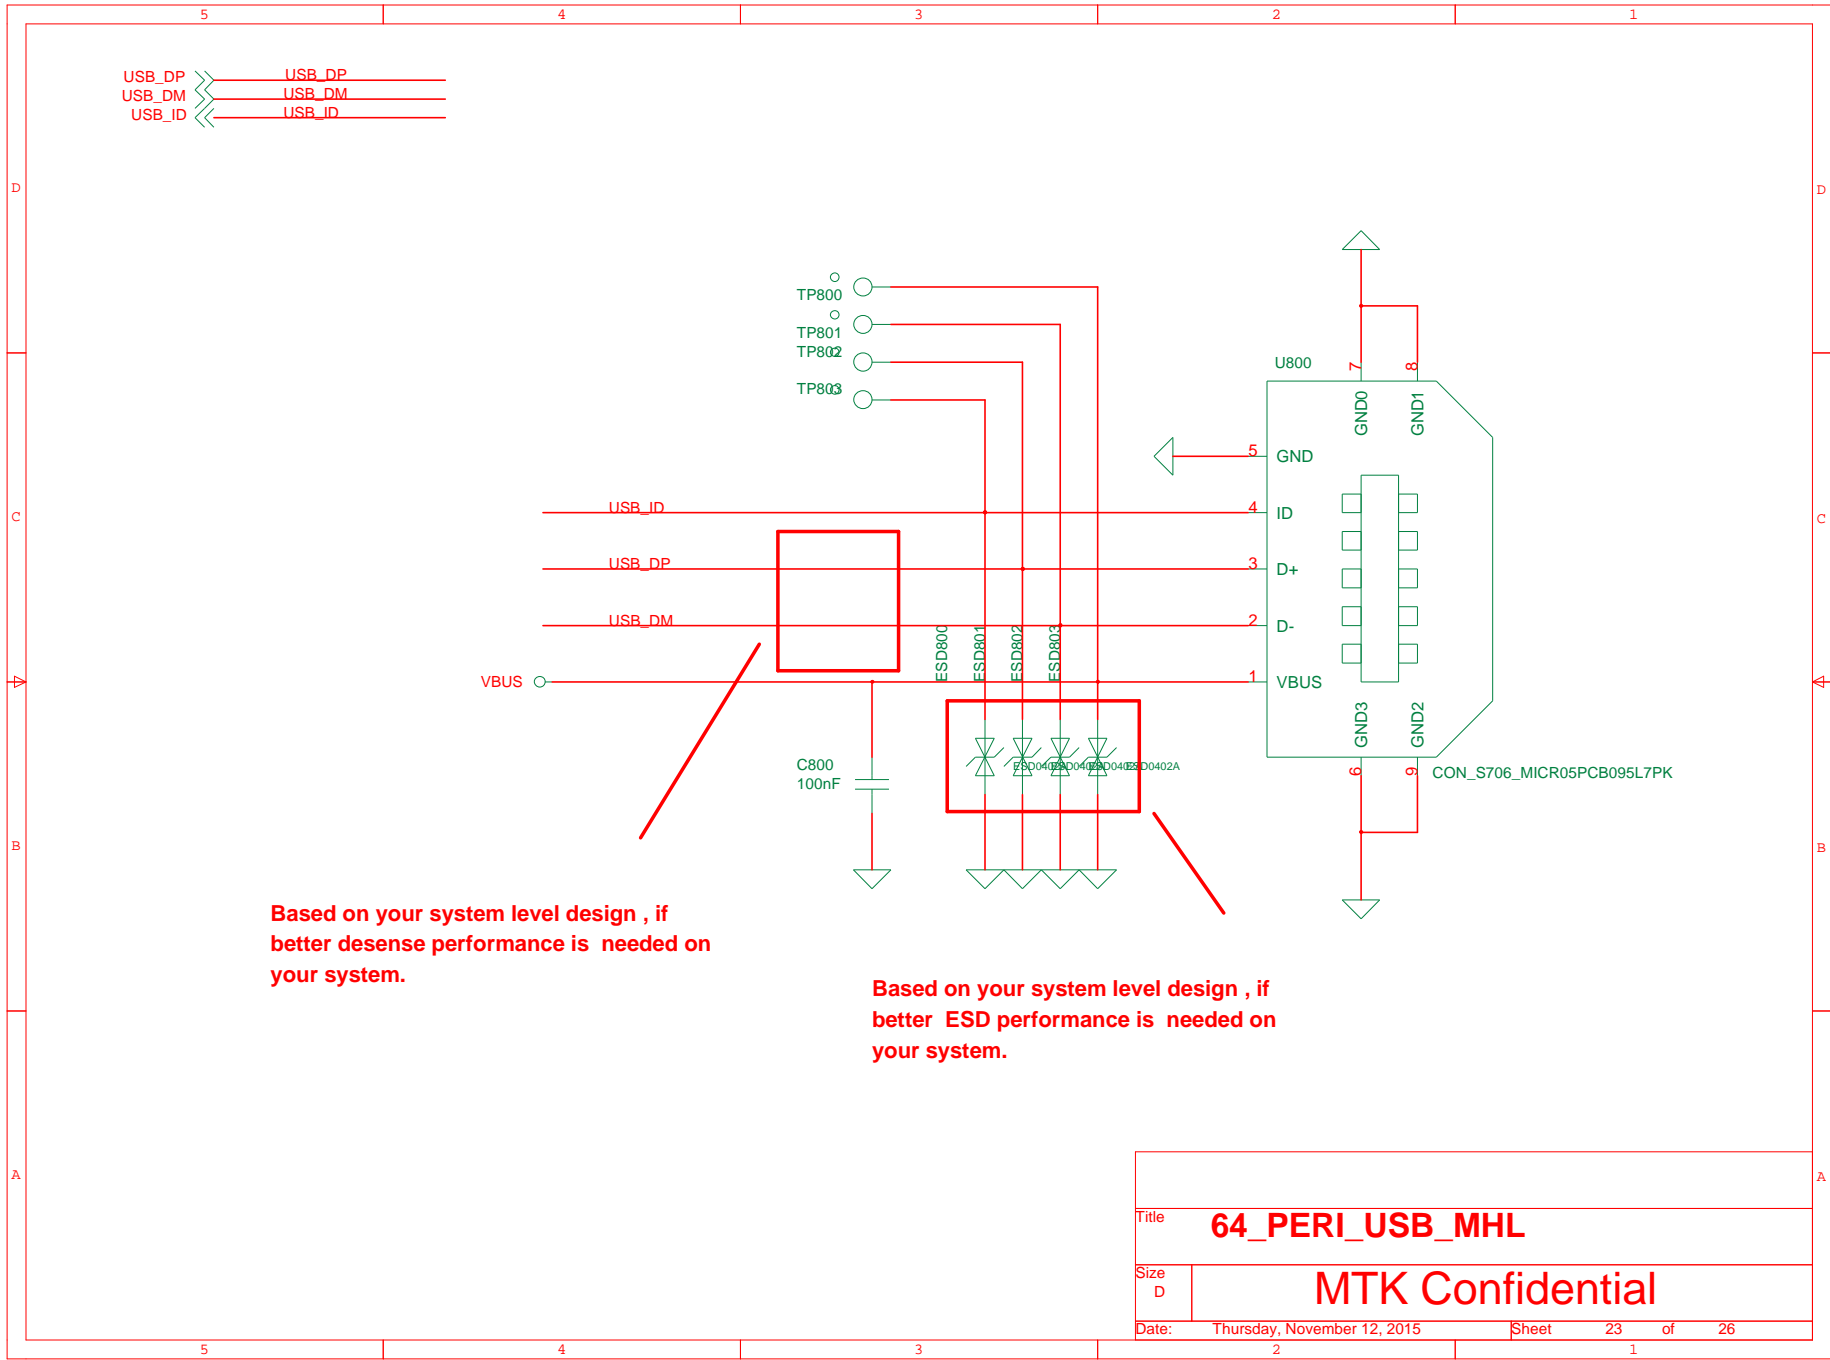 5 4 3 2 1
USB_DP USB_DP
USB_DM USB_DM
USB_ID USB_ID
D D
TP800
TP801
TP802
TP803
U800
7 8
GND0 GND1
5 GND
C C
USB_ID 4 ID
USB_DP 3 D+
USB_DM 2 D-
ESD800 ESD801 ESD802 ESD803
VBUS 1 VBUS
GND3 GND2
C800
100nF
ESD0402A ESD0402A ESD0402A ESD0402A
6 9 CON_S706_MICR05PCB095L7PK
B B
Based on your system level design , if
better desense performance is needed on
your system.
Based on your system level design , if
better ESD performance is needed on
your system.
A A
Title 64_PERI_USB_MHL
Size
D MTK Confidential
Date: Thursday, November 12, 2015 Sheet 23 of 26
5 4 3 2 1